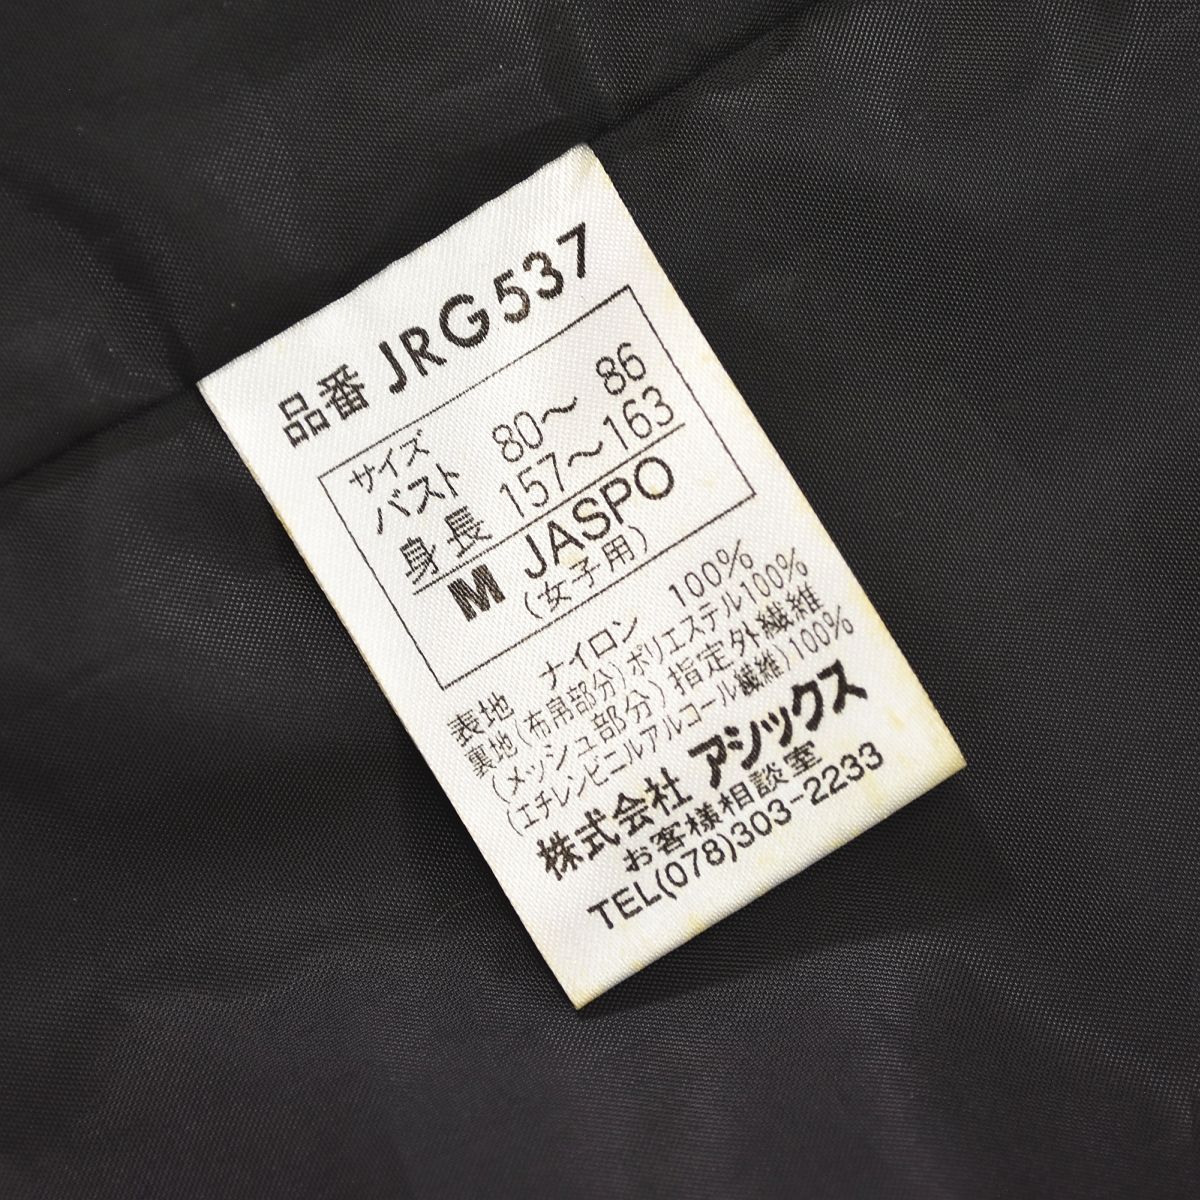 品番 JRG537
サイズ
バスト 80〜 86
身長 157〜163
M JASPO
(女子用)
表地 ナイロン 100%
裏地(布帛部分)ポリエステル100%
(メッシュ部分)指定外繊維
(エチレンビニルアルコール繊維)100%
株式会社 アシックス
お客様相談室
TEL(078)303-2233